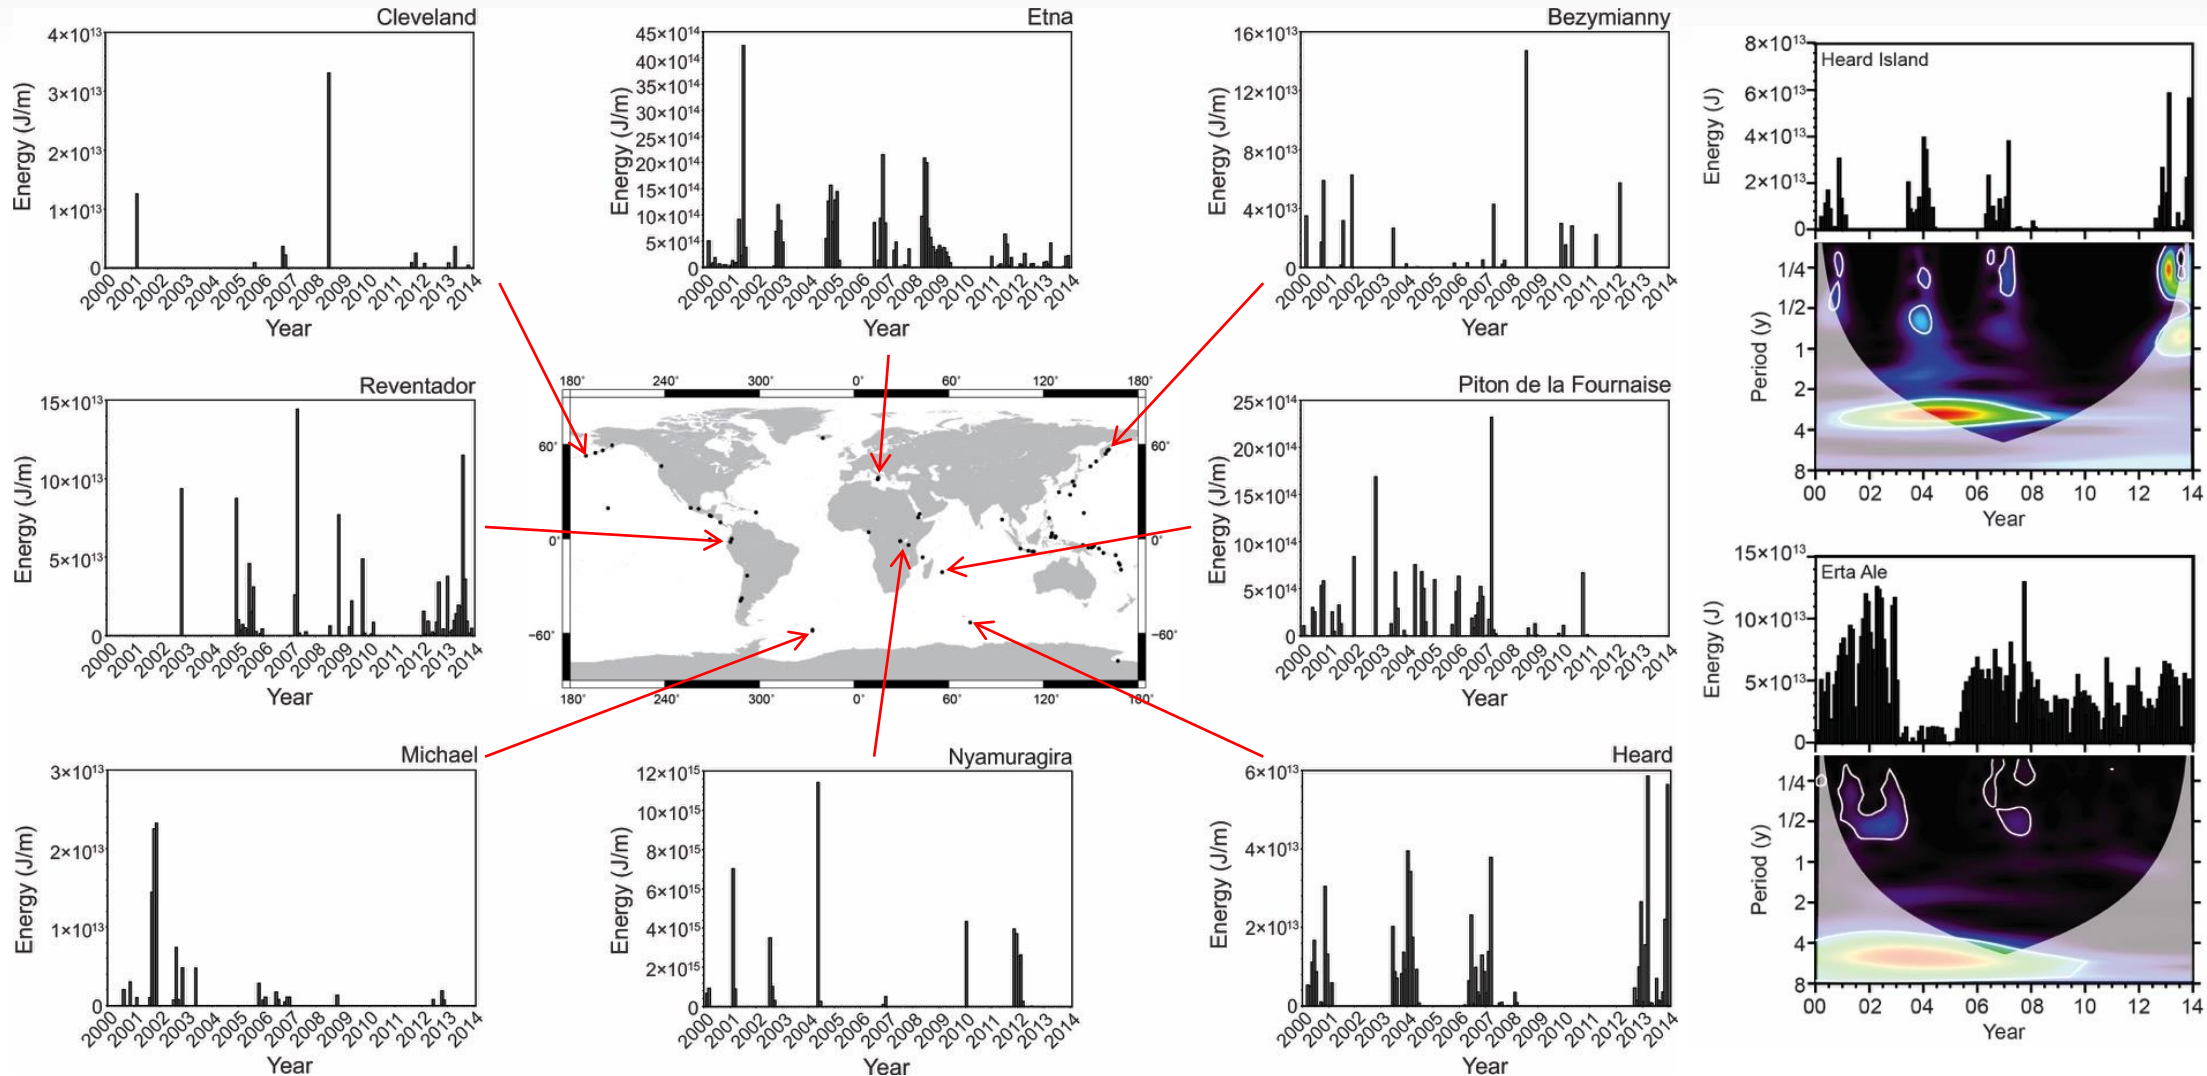 Cleveland
4×10¹³
3×10¹³
2×10¹³
1×10¹³
0
Energy (J/m)
2000 2001 2002 2003 2004 2005 2006 2007 2008 2009 2010 2011 2012 2013 2014
Year
Etna
45×10¹⁴
40×10¹⁴
35×10¹⁴
30×10¹⁴
25×10¹⁴
20×10¹⁴
15×10¹⁴
10×10¹⁴
5×10¹⁴
0
Energy (J/m)
2000 2001 2002 2003 2004 2005 2006 2007 2008 2009 2010 2011 2012 2013 2014
Year
Bezymianny
16×10¹³
12×10¹³
8×10¹³
4×10¹³
0
Energy (J/m)
2000 2001 2002 2003 2004 2005 2006 2007 2008 2009 2010 2011 2012 2013 2014
Year
Reventador
15×10¹³
10×10¹³
5×10¹³
0
Energy (J/m)
2000 2001 2002 2003 2004 2005 2006 2007 2008 2009 2010 2011 2012 2013 2014
Year
180° 240° 300° 0° 60° 120° 180°
60° 60°
0° 0°
−60° −60°
180° 240° 300° 0° 60° 120° 180°
Piton de la Fournaise
25×10¹⁴
20×10¹⁴
15×10¹⁴
10×10¹⁴
5×10¹⁴
0
Energy (J/m)
2000 2001 2002 2003 2004 2005 2006 2007 2008 2009 2010 2011 2012 2013 2014
Year
Michael
3×10¹³
2×10¹³
1×10¹³
0
Energy (J/m)
2000 2001 2002 2003 2004 2005 2006 2007 2008 2009 2010 2011 2012 2013 2014
Year
Nyamuragira
12×10¹⁵
10×10¹⁵
8×10¹⁵
6×10¹⁵
4×10¹⁵
2×10¹⁵
0
Energy (J/m)
2000 2001 2002 2003 2004 2005 2006 2007 2008 2009 2010 2011 2012 2013 2014
Year
Heard
6×10¹³
4×10¹³
2×10¹³
0
Energy (J/m)
2000 2001 2002 2003 2004 2005 2006 2007 2008 2009 2010 2011 2012 2013 2014
Year
Heard Island
8×10¹³
6×10¹³
4×10¹³
2×10¹³
0
Energy (J)
1/4
1/2
1
2
4
8
Period (y)
00 02 04 06 08 10 12 14
Year
Erta Ale
15×10¹³
10×10¹³
5×10¹³
0
Energy (J)
1/4
1/2
1
2
4
8
Period (y)
00 02 04 06 08 10 12 14
Year